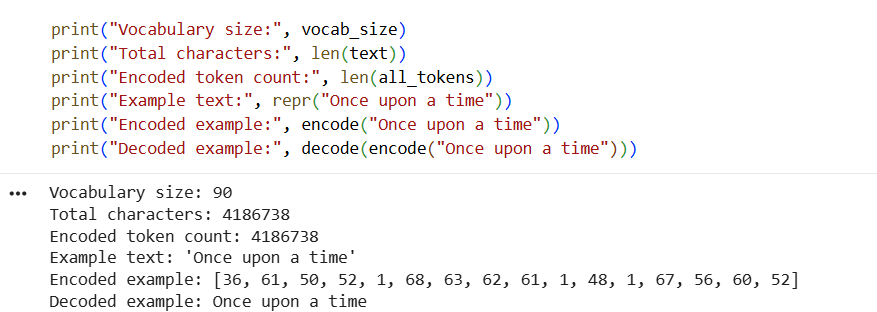 print("Vocabulary size:", vocab_size)
print("Total characters:", len(text))
print("Encoded token count:", len(all_tokens))
print("Example text:", repr("Once upon a time"))
print("Encoded example:", encode("Once upon a time"))
print("Decoded example:", decode(encode("Once upon a time")))
Vocabulary size: 90
Total characters: 4186738
Encoded token count: 4186738
Example text: 'Once upon a time'
Encoded example: [36, 61, 50, 52, 1, 68, 63, 62, 61, 1, 48, 1, 67, 56, 60, 52]
Decoded example: Once upon a time